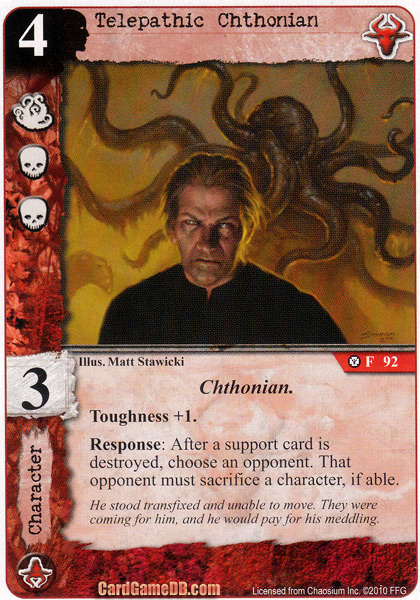 4
Telepathic Chthonian
Illus. Matt Stawicki
F 92
3
Chthonian.
Toughness +1.
Response: After a support card is
destroyed, choose an opponent. That
opponent must sacrifice a character, if able.
He stood transfixed and unable to move. They were
coming for him, and he would pay for his meddling.
Character
CardGameDB.com
Licensed from Chaosium Inc. ©2010 FFG